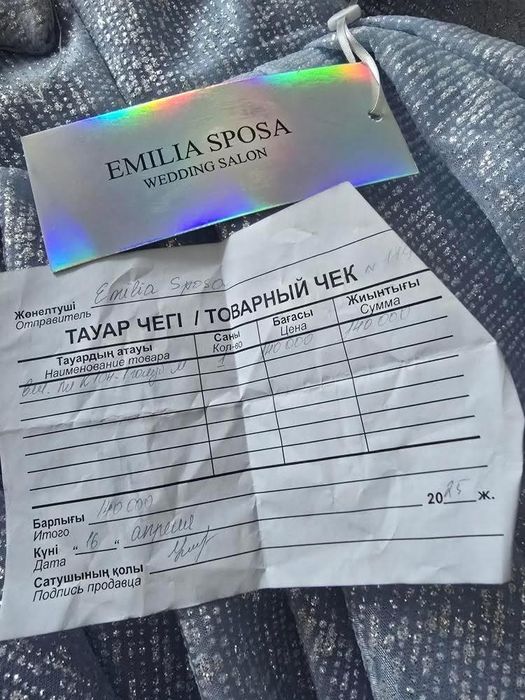 EMILIA SPOSA
WEDDING SALON
Жөнелтуші Emilia Sposa
Отправитель
ТАУАР ЧЕГІ / ТОВАРНЫЙ ЧЕК N
Тауардың атауы Саны Бағасы Жиынтығы
Наименование товара Кол-во Цена Сумма
1 140 000 140 000
Барлығы 140 000
Итого
Күні " 16 " апреля 2025 ж.
Дата
Сатушының қолы
Подпись продавца